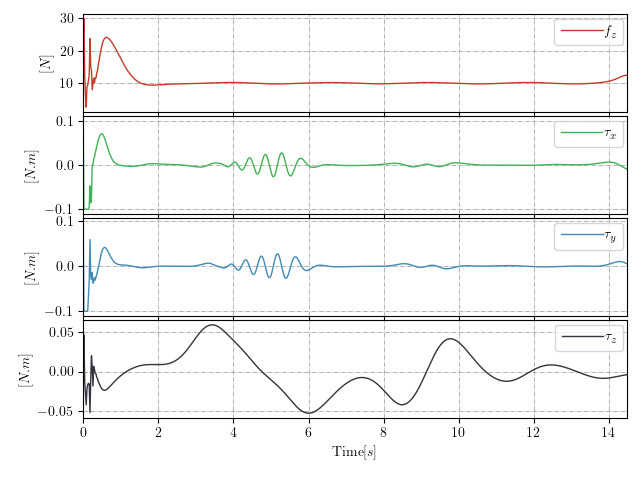 30
20
10
[N]
f_z
0.1
0.0
−0.1
[N.m]
τ_x
0.1
0.0
−0.1
[N.m]
τ_y
0.05
0.00
−0.05
[N.m]
τ_z
0 2 4 6 8 10 12 14
Time[s]